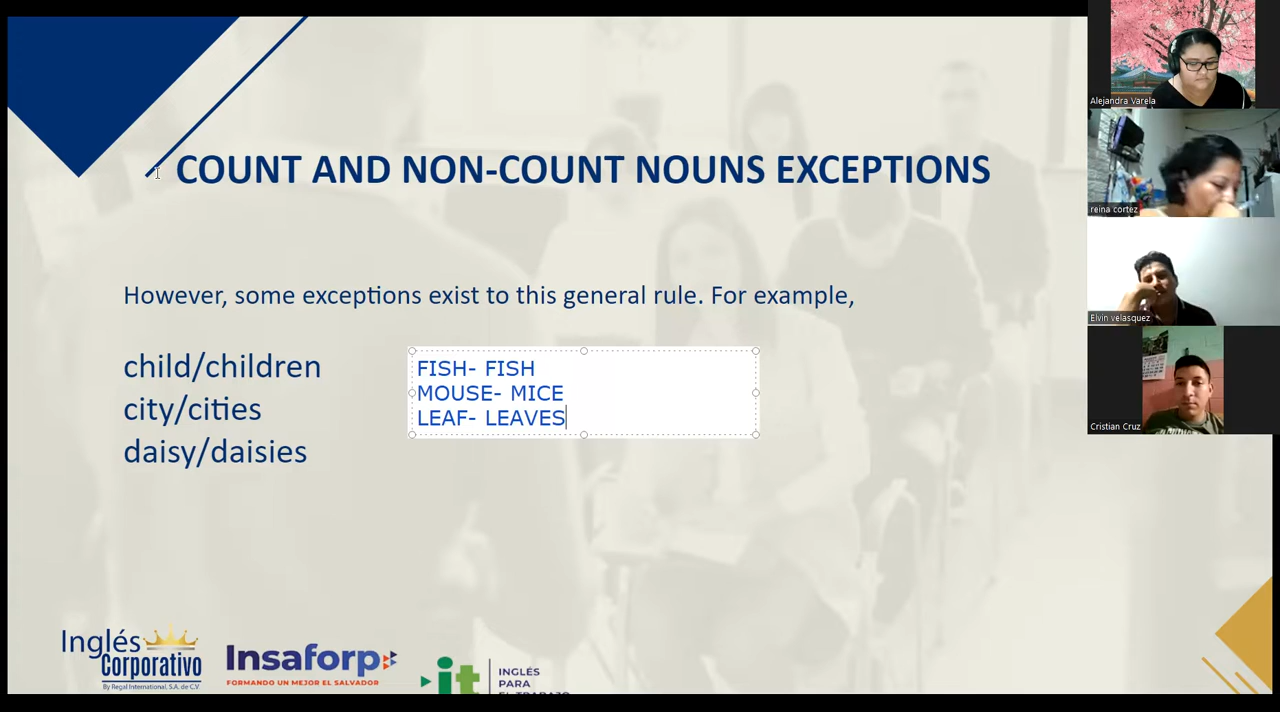 COUNT AND NON-COUNT NOUNS EXCEPTIONS
However, some exceptions exist to this general rule. For example,
child/children
city/cities
daisy/daisies
FISH- FISH
MOUSE- MICE
LEAF- LEAVES
Alejandra Varela
reina cortez
Elvin velasquez
Cristian Cruz
Inglés
Corporativo
By Regal International, S.A. de C.V.
Insaforp
FORMANDO UN MEJOR EL SALVADOR
it
INGLÉS
PARA
EL TRABAJO